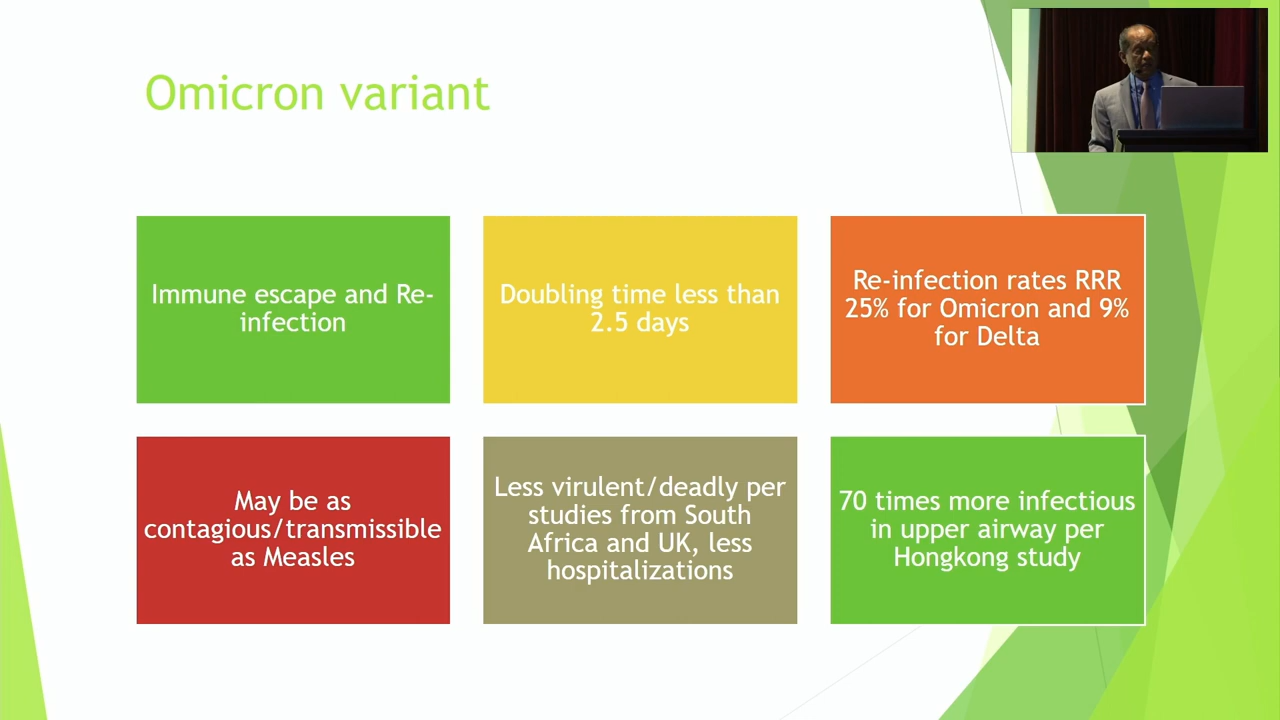 Omicron variant
Immune escape and Re-
infection
Doubling time less than
2.5 days
Re-infection rates RRR
25% for Omicron and 9%
for Delta
May be as
contagious/transmissible
as Measles
Less virulent/deadly per
studies from South
Africa and UK, less
hospitalizations
70 times more infectious
in upper airway per
Hongkong study